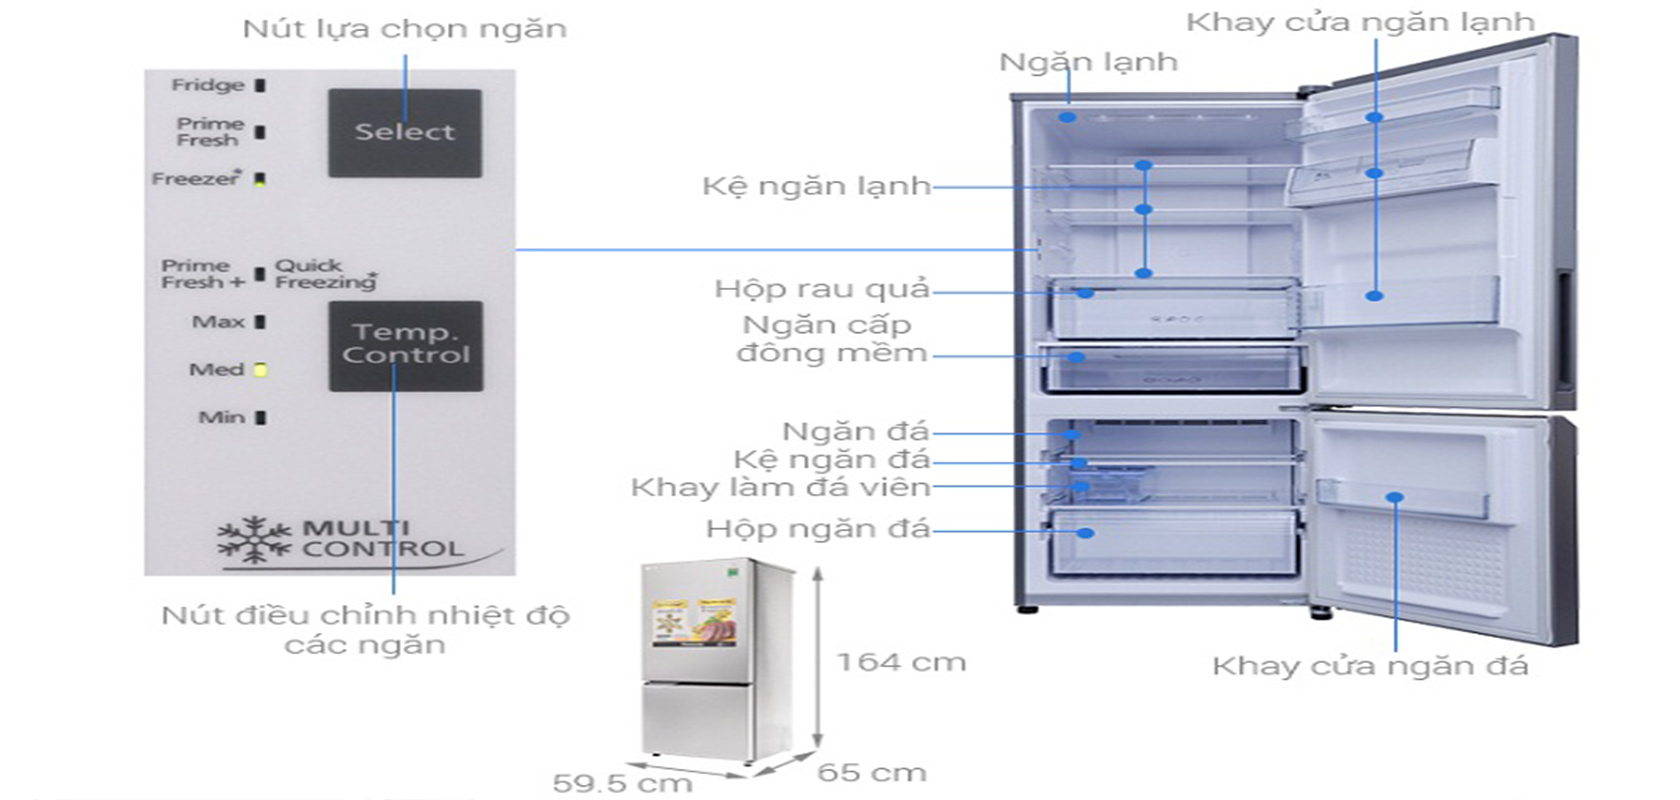 Nút lựa chọn ngăn
Fridge
Prime
Fresh
Freezer*
Select
Prime
Fresh +
Quick
Freezing*
Max
Med
Min
Temp.
Control
MULTI
CONTROL
Nút điều chỉnh nhiệt độ
các ngăn
Khay cửa ngăn lạnh
Ngăn lạnh
Kệ ngăn lạnh
Hộp rau quả
Ngăn cấp
đông mềm
Ngăn đá
Kệ ngăn đá
Khay làm đá viên
Hộp ngăn đá
Khay cửa ngăn đá
164 cm
59.5 cm
65 cm